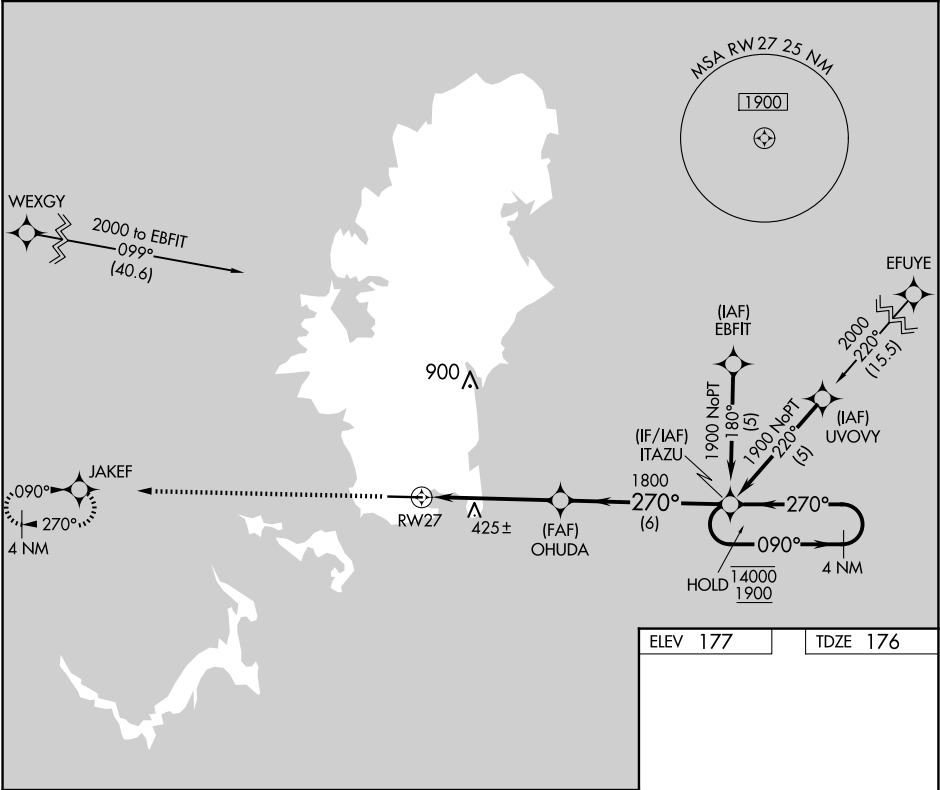 MSA RW27 25 NM
1900
WEXGY
2000 to EBFIT
099°
(40.6)
EFUYE
2000
220°
(15.5)
(IAF)
EBFIT
1900 NoPT
180°
(5)
(IAF)
UVOVY
1900 NoPT
220°
(5)
900
(IF/IAF)
ITAZU
JAKEF
090°
270°
4 NM
RW27
425±
(FAF)
OHUDA
1800
270°
(6)
270°
090°
4 NM
HOLD
14000
1900
ELEV 177
TDZE 176